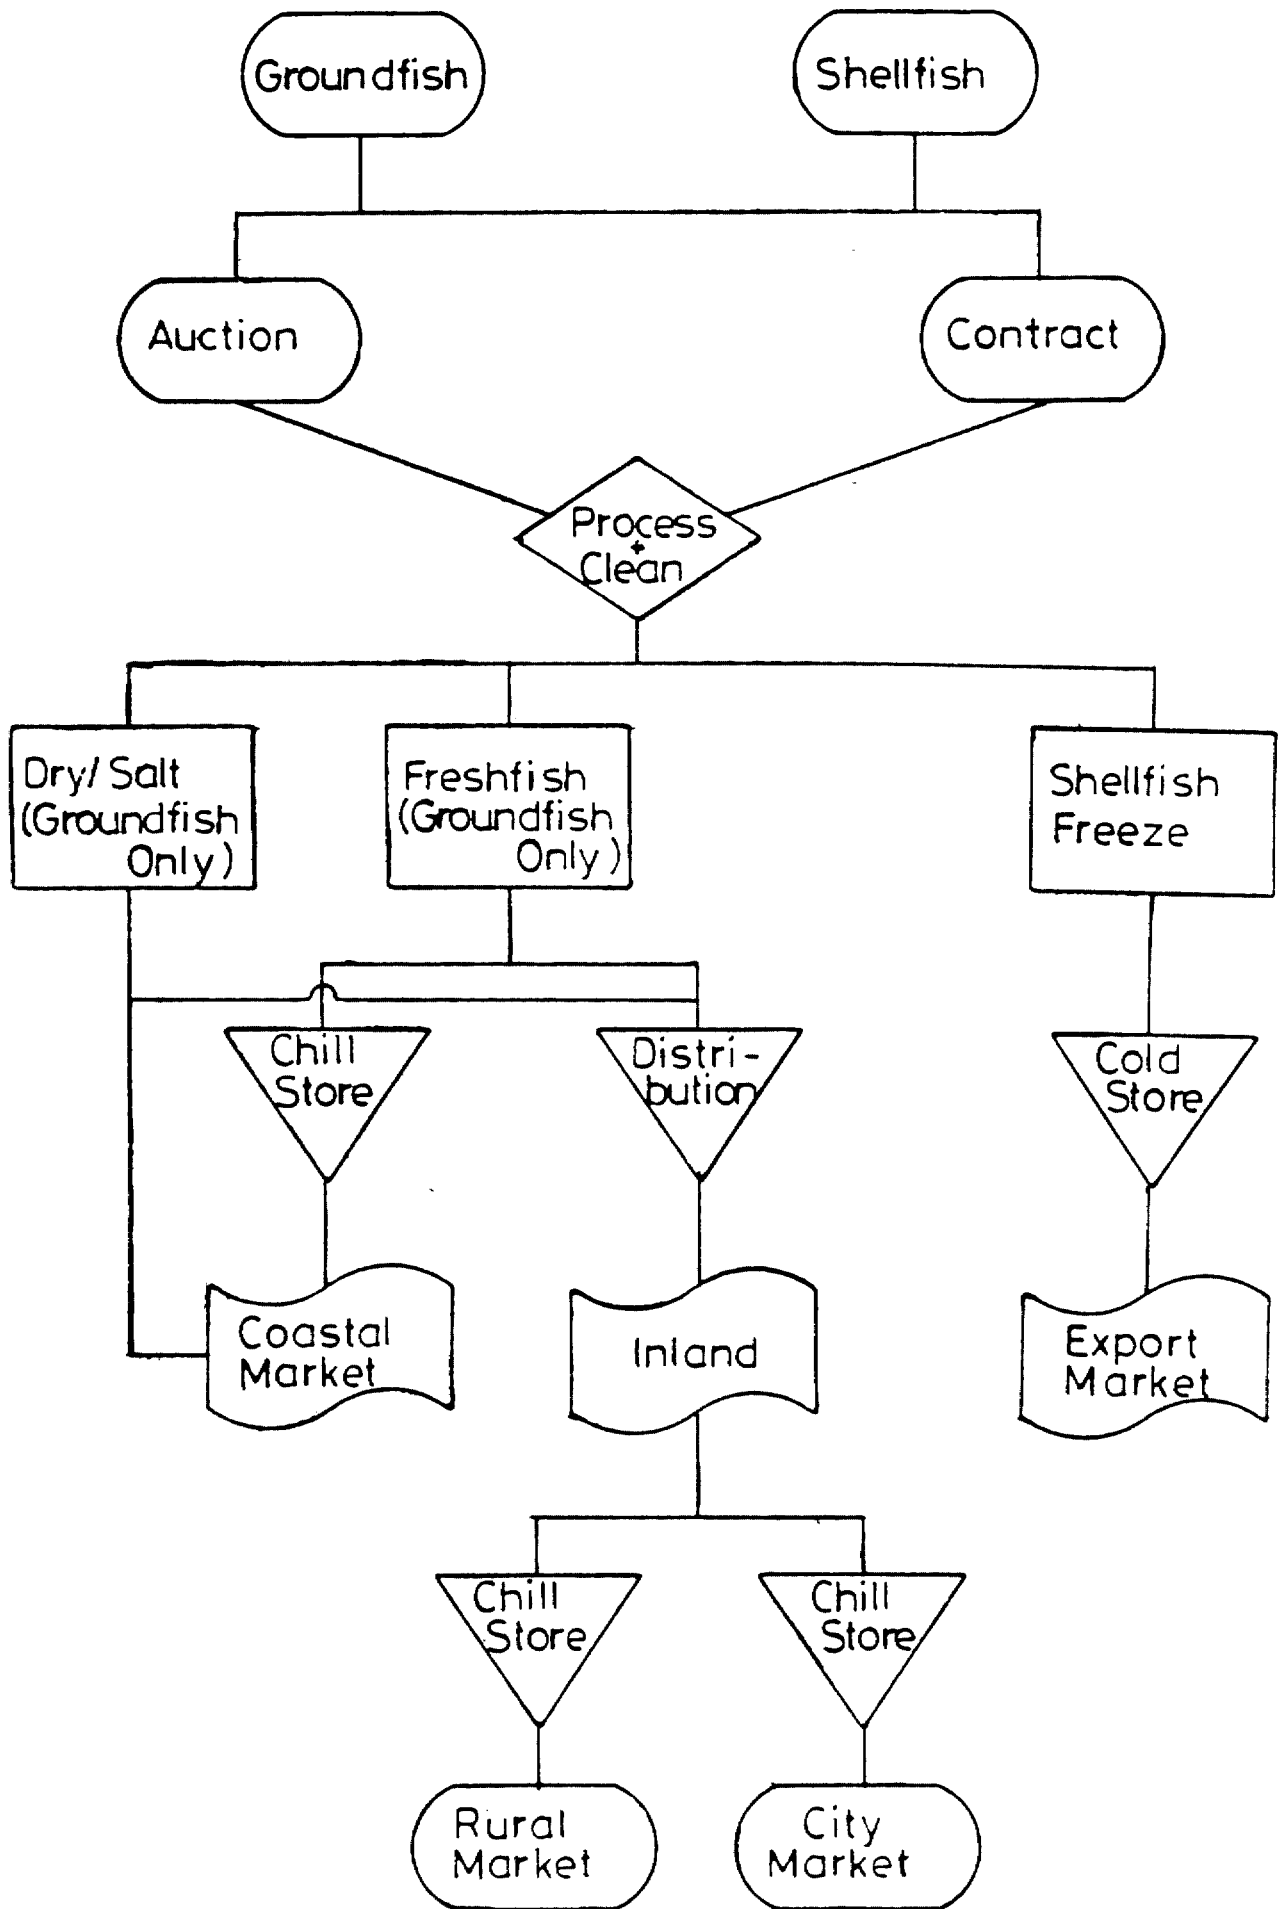 Groundfish
Shellfish
Auction
Contract
Process
+
Clean
Dry/Salt
(Groundfish
Only)
Freshfish
(Groundfish
Only)
Shellfish
Freeze
Chill
Store
Distri-
bution
Cold
Store
Coastal
Market
Inland
Export
Market
Chill
Store
Chill
Store
Rural
Market
City
Market